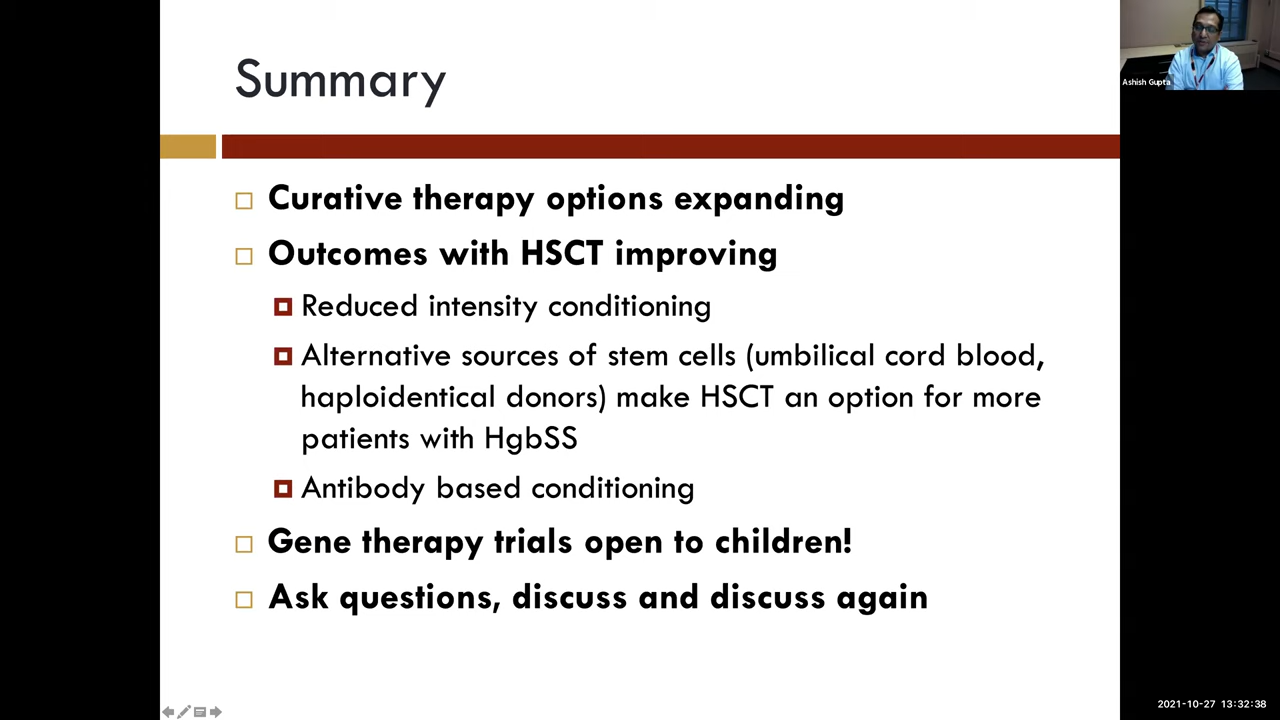 Summary
Curative therapy options expanding
Outcomes with HSCT improving
Reduced intensity conditioning
Alternative sources of stem cells (umbilical cord blood,
haploidentical donors) make HSCT an option for more
patients with HgbSS
Antibody based conditioning
Gene therapy trials open to children!
Ask questions, discuss and discuss again
Ashish Gupta
2021-10-27 13:32:38